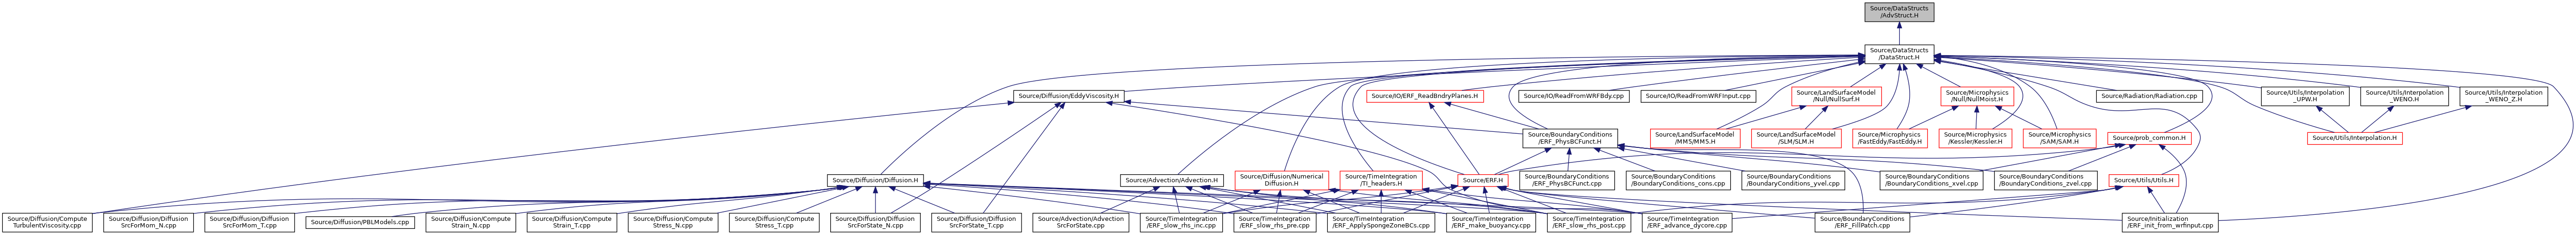 Source/DataStructs
/AdvStruct.H
Source/DataStructs
/DataStruct.H
Source/Diffusion/EddyViscosity.H
Source/IO/ERF_ReadBndryPlanes.H
Source/IO/ReadFromWRFBdy.cpp
Source/IO/ReadFromWRFInput.cpp
Source/LandSurfaceModel
/Null/NullSurf.H
Source/Microphysics
/Null/NullMoist.H
Source/Radiation/Radiation.cpp
Source/Utils/Interpolation
_UPW.H
Source/Utils/Interpolation
_WENO.H
Source/Utils/Interpolation
_WENO_Z.H
Source/BoundaryConditions
/ERF_PhysBCFunct.H
Source/LandSurfaceModel
/MM5/MM5.H
Source/LandSurfaceModel
/SLM/SLM.H
Source/Microphysics
/FastEddy/FastEddy.H
Source/Microphysics
/Kessler/Kessler.H
Source/Microphysics
/SAM/SAM.H
Source/prob_common.H
Source/Utils/Interpolation.H
Source/Diffusion/Diffusion.H
Source/Advection/Advection.H
Source/Diffusion/Numerical
Diffusion.H
Source/TimeIntegration
/TI_headers.H
Source/ERF.H
Source/BoundaryConditions
/ERF_PhysBCFunct.cpp
Source/BoundaryConditions
/BoundaryConditions_cons.cpp
Source/BoundaryConditions
/BoundaryConditions_yvel.cpp
Source/BoundaryConditions
/BoundaryConditions_xvel.cpp
Source/BoundaryConditions
/BoundaryConditions_zvel.cpp
Source/Utils/Utils.H
Source/Diffusion/Compute
TurbulentViscosity.cpp
Source/Diffusion/Diffusion
SrcForMom_N.cpp
Source/Diffusion/Diffusion
SrcForMom_T.cpp
Source/Diffusion/PBLModels.cpp
Source/Diffusion/Compute
Strain_N.cpp
Source/Diffusion/Compute
Strain_T.cpp
Source/Diffusion/Compute
Stress_N.cpp
Source/Diffusion/Compute
Stress_T.cpp
Source/Diffusion/Diffusion
SrcForState_N.cpp
Source/Diffusion/Diffusion
SrcForState_T.cpp
Source/Advection/Advection
SrcForState.cpp
Source/TimeIntegration
/ERF_slow_rhs_inc.cpp
Source/TimeIntegration
/ERF_slow_rhs_pre.cpp
Source/TimeIntegration
/ERF_ApplySpongeZoneBCs.cpp
Source/TimeIntegration
/ERF_make_buoyancy.cpp
Source/TimeIntegration
/ERF_slow_rhs_post.cpp
Source/TimeIntegration
/ERF_advance_dycore.cpp
Source/BoundaryConditions
/ERF_FillPatch.cpp
Source/Initialization
/ERF_init_from_wrfinput.cpp